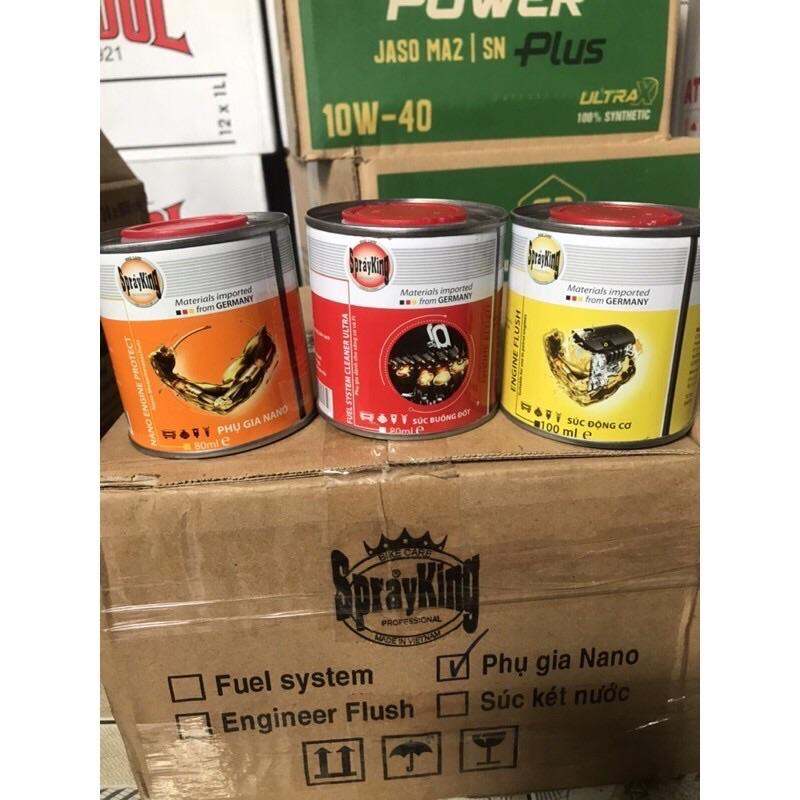 POWER
JASO MA2 | SN Plus
10W-40
ULTRA
100% SYNTHETIC
12 X 1L
SprayKing
Materials imported
from GERMANY
NANO ENGINE PROTECT
PHỤ GIA NANO
80ml e
SprayKing
Materials imported
from GERMANY
FUEL SYSTEM CLEANER ULTRA
SÚC BUỒNG ĐỐT
80ml e
SprayKing
Materials imported
from GERMANY
ENGINE FLUSH
SÚC ĐỘNG CƠ
100 ml e
BIKE CARE
SprayKing
PROFESSIONAL
MADE IN VIETNAM
Fuel system
Phụ gia Nano
Engineer Flush
Súc két nước